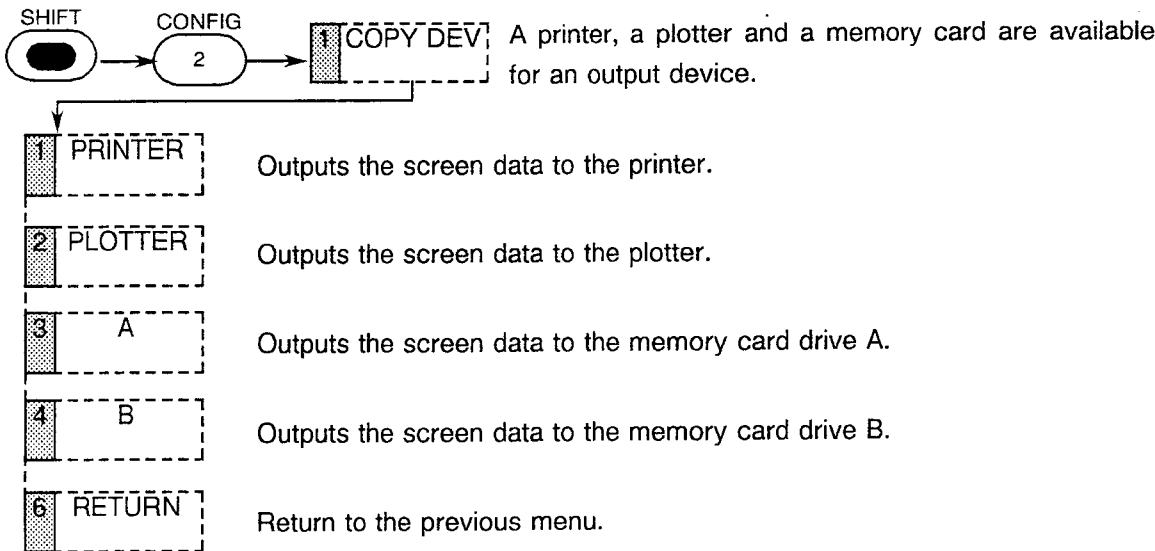 SHIFT
CONFIG
2
1 COPY DEV
A printer, a plotter and a memory card are available
for an output device.
1 PRINTER
Outputs the screen data to the printer.
2 PLOTTER
Outputs the screen data to the plotter.
3 A
Outputs the screen data to the memory card drive A.
4 B
Outputs the screen data to the memory card drive B.
6 RETURN
Return to the previous menu.